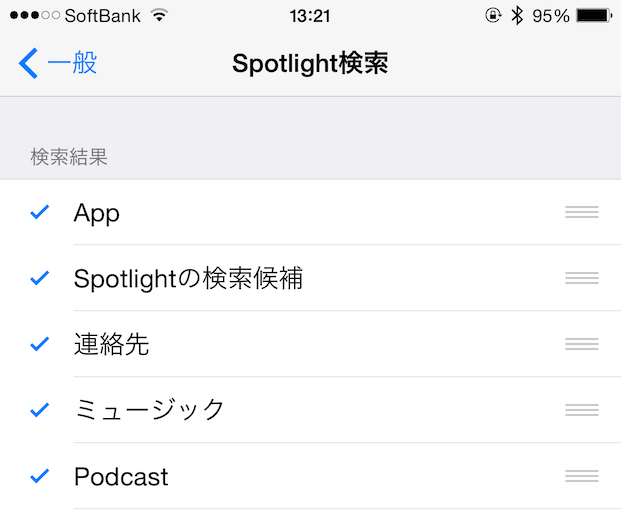 SoftBank 13:21 95%
一般 Spotlight検索
検索結果
App
Spotlightの検索候補
連絡先
ミュージック
Podcast